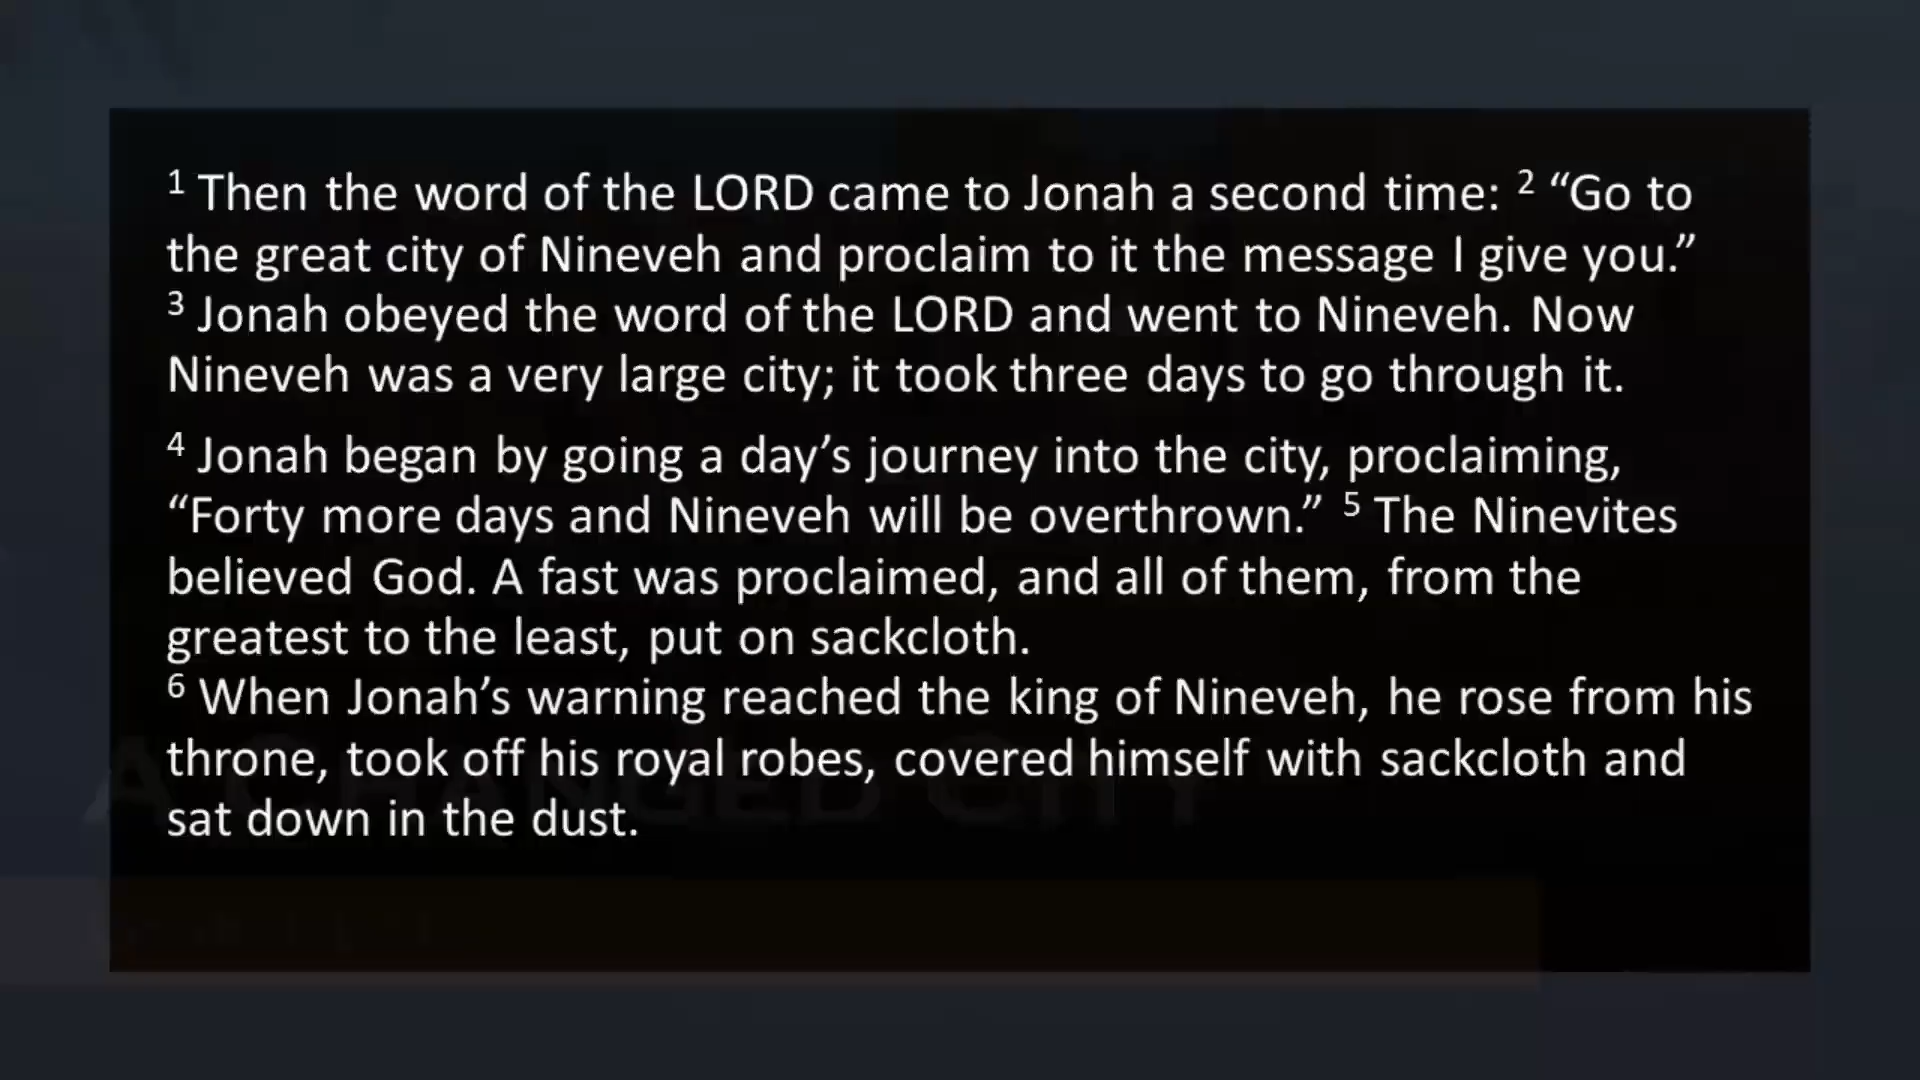 ¹ Then the word of the LORD came to Jonah a second time: ² “Go to
the great city of Nineveh and proclaim to it the message I give you.”
³ Jonah obeyed the word of the LORD and went to Nineveh. Now
Nineveh was a very large city; it took three days to go through it.
⁴ Jonah began by going a day’s journey into the city, proclaiming,
“Forty more days and Nineveh will be overthrown.” ⁵ The Ninevites
believed God. A fast was proclaimed, and all of them, from the
greatest to the least, put on sackcloth.
⁶ When Jonah’s warning reached the king of Nineveh, he rose from his
throne, took off his royal robes, covered himself with sackcloth and
sat down in the dust.
A CHANGED CITY